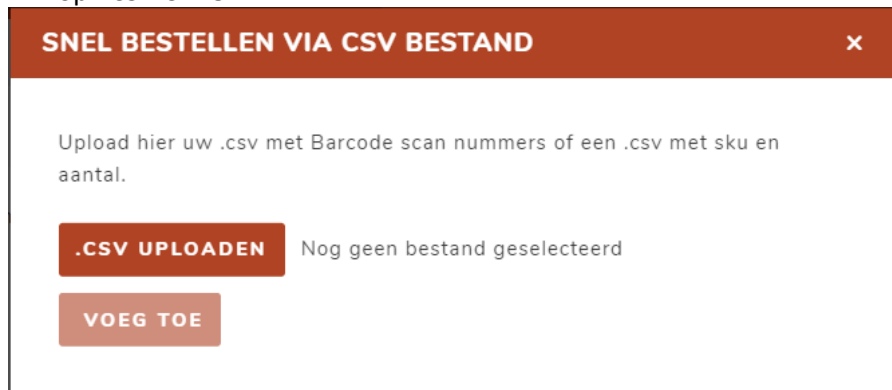 SNEL BESTELLEN VIA CSV BESTAND ×
Upload hier uw .csv met Barcode scan nummers of een .csv met sku en
aantal.
.CSV UPLOADEN Nog geen bestand geselecteerd
VOEG TOE